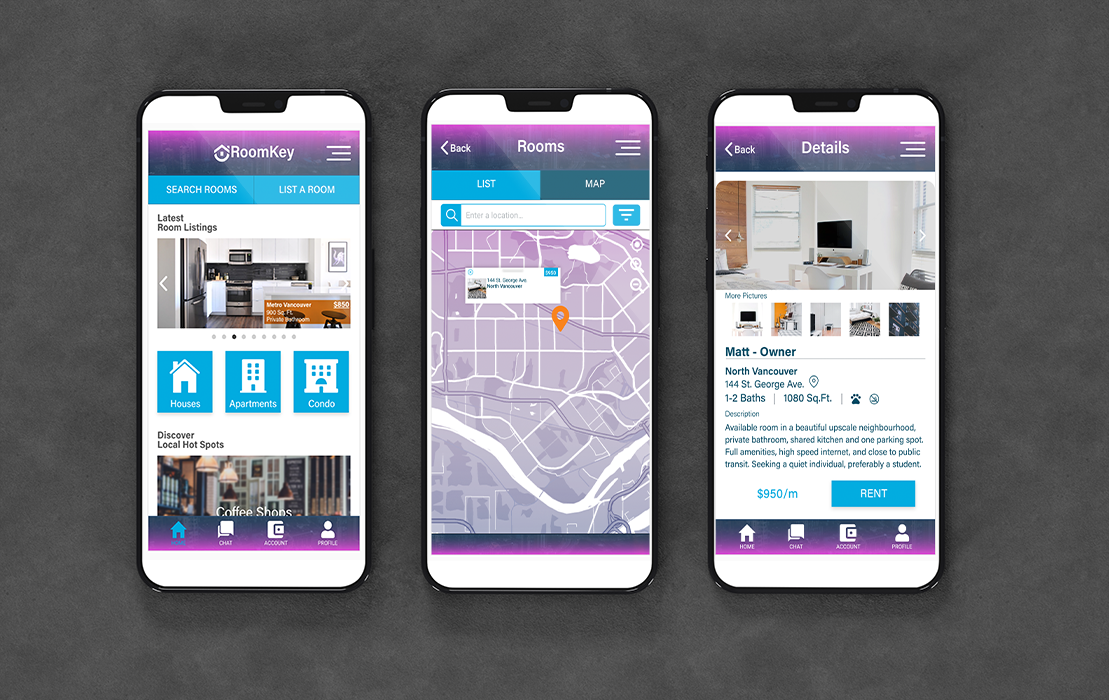 RoomKey
SEARCH ROOMS
LIST A ROOM
Latest
Room Listings
Metro Vancouver
$850
900 Sq. Ft.
Private Bathroom
Houses
Apartments
Condo
Discover
Local Hot Spots
Coffee Shops
HOME
CHAT
ACCOUNT
PROFILE
Back
Rooms
LIST
MAP
Enter a location...
144 St. George Ave.
$950
North Vancouver
Back
Details
More Pictures
Matt - Owner
North Vancouver
144 St. George Ave.
1-2 Baths | 1080 Sq.Ft. |
Description
Available room in a beautiful upscale neighbourhood,
private bathroom, shared kitchen and one parking spot.
Full amenities, high speed internet, and close to public
transit. Seeking a quiet individual, preferably a student.
$950/m
RENT
HOME
CHAT
ACCOUNT
PROFILE